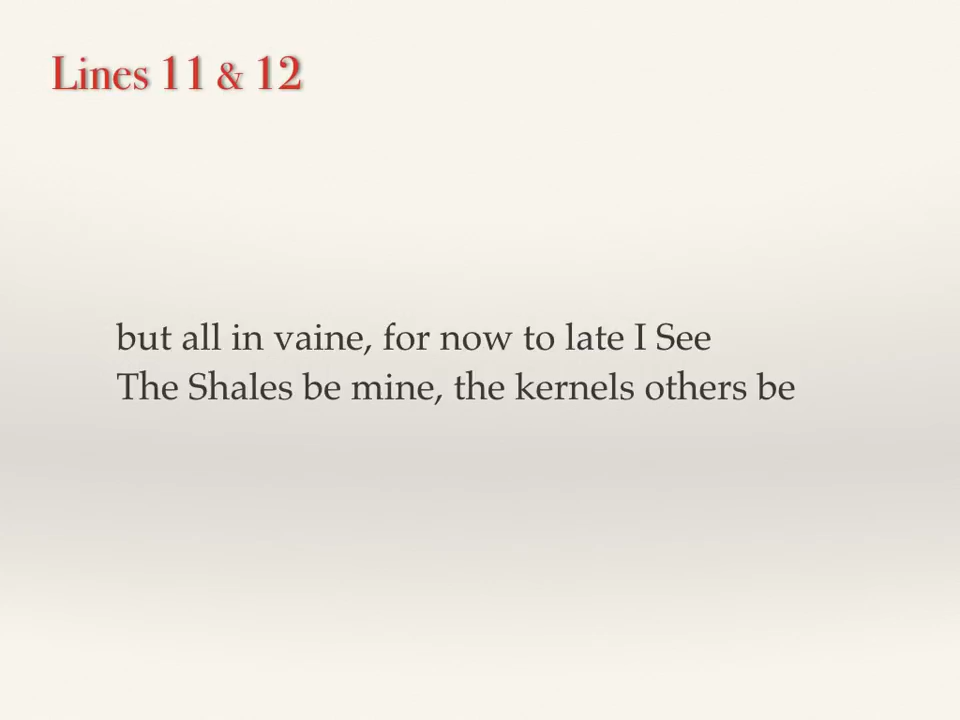 Lines 11 & 12
but all in vaine, for now to late I See
The Shales be mine, the kernels others be